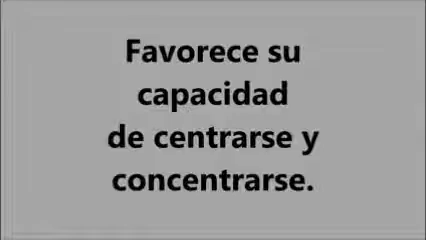 Favorece su
capacidad
de centrarse y
concentrarse.